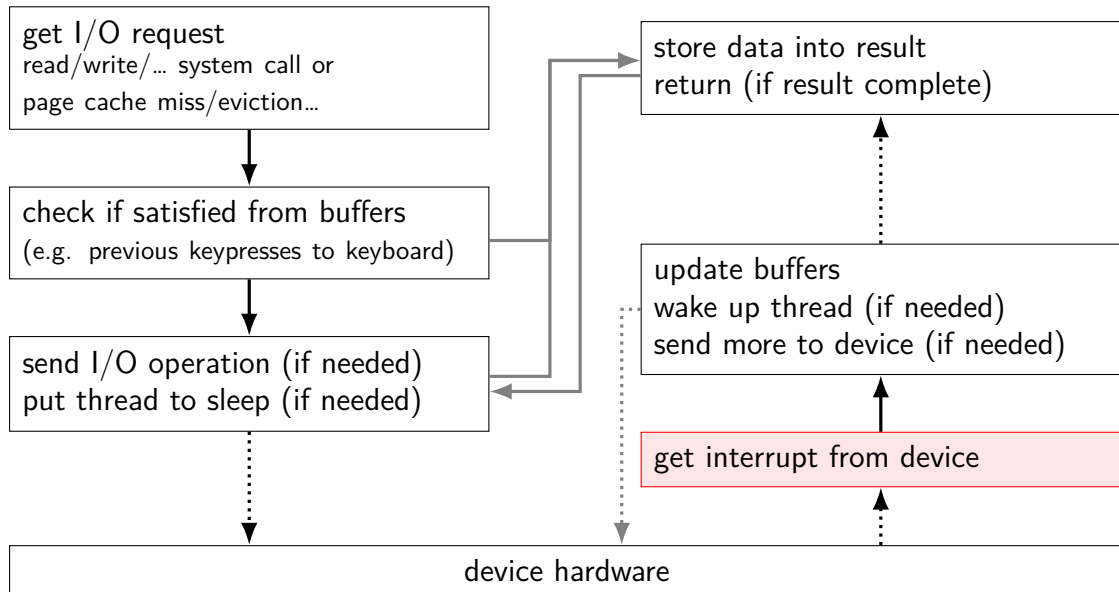 get I/O request
read/write/… system call or
page cache miss/eviction…
check if satisfied from buffers
(e.g. previous keypresses to keyboard)
send I/O operation (if needed)
put thread to sleep (if needed)
store data into result
return (if result complete)
update buffers
wake up thread (if needed)
send more to device (if needed)
get interrupt from device
device hardware